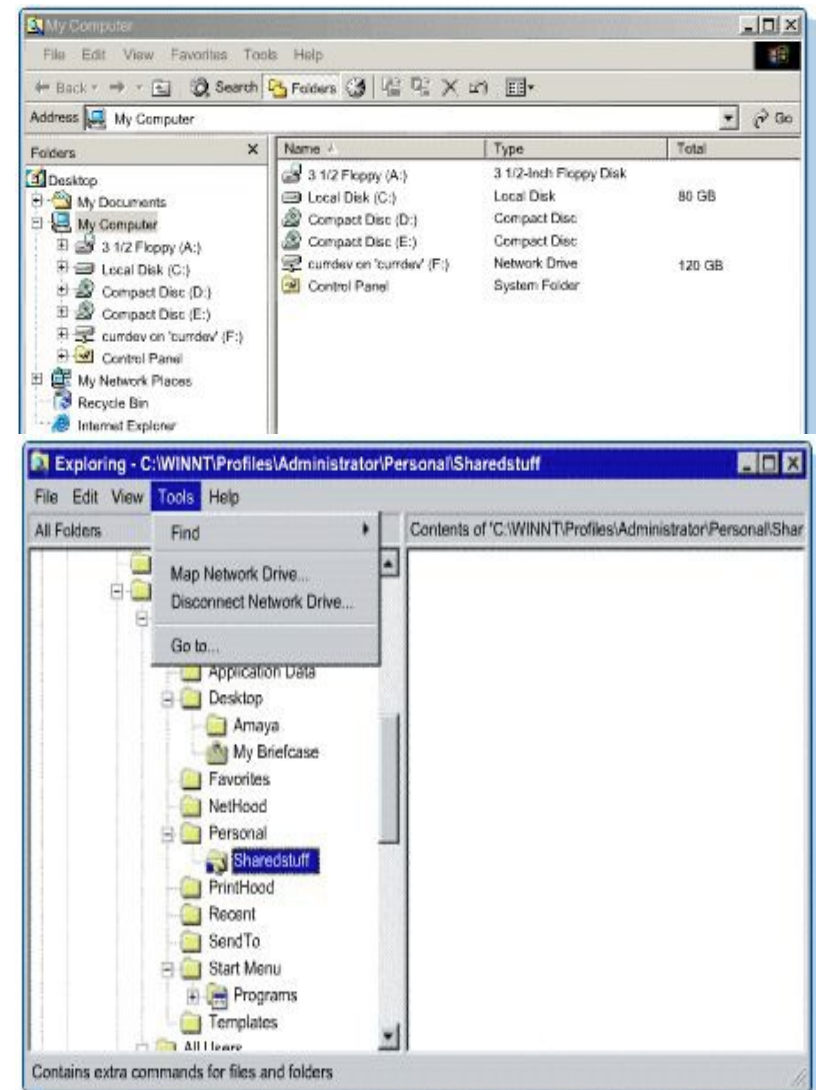 My Computer
File Edit View Favorites Tools Help
Back Search Folders
Address My Computer Go
Folders X Name Type Total
Desktop
My Documents
My Computer
3 1/2 Floppy (A:)
Local Disk (C:)
Compact Disc (D:)
Compact Disc (E:)
currdev on 'currdev' (F:)
Control Panel
My Network Places
Recycle Bin
Internet Explorer
3 1/2 Floppy (A:) 3 1/2-Inch Floppy Disk
Local Disk (C:) Local Disk 80 GB
Compact Disc (D:) Compact Disc
Compact Disc (E:) Compact Disc
currdev on 'currdev' (F:) Network Drive 120 GB
Control Panel System Folder
Exploring - C:\WINNT\Profiles\Administrator\Personal\Sharedstuff
File Edit View Tools Help
All Folders Contents of 'C:\WINNT\Profiles\Administrator\Personal\Shar
Find
Map Network Drive...
Disconnect Network Drive...
Go to...
Application Data
Desktop
Amaya
My Briefcase
Favorites
NetHood
Personal
Sharedstuff
PrintHood
Recent
SendTo
Start Menu
Programs
Templates
All Users
Contains extra commands for files and folders